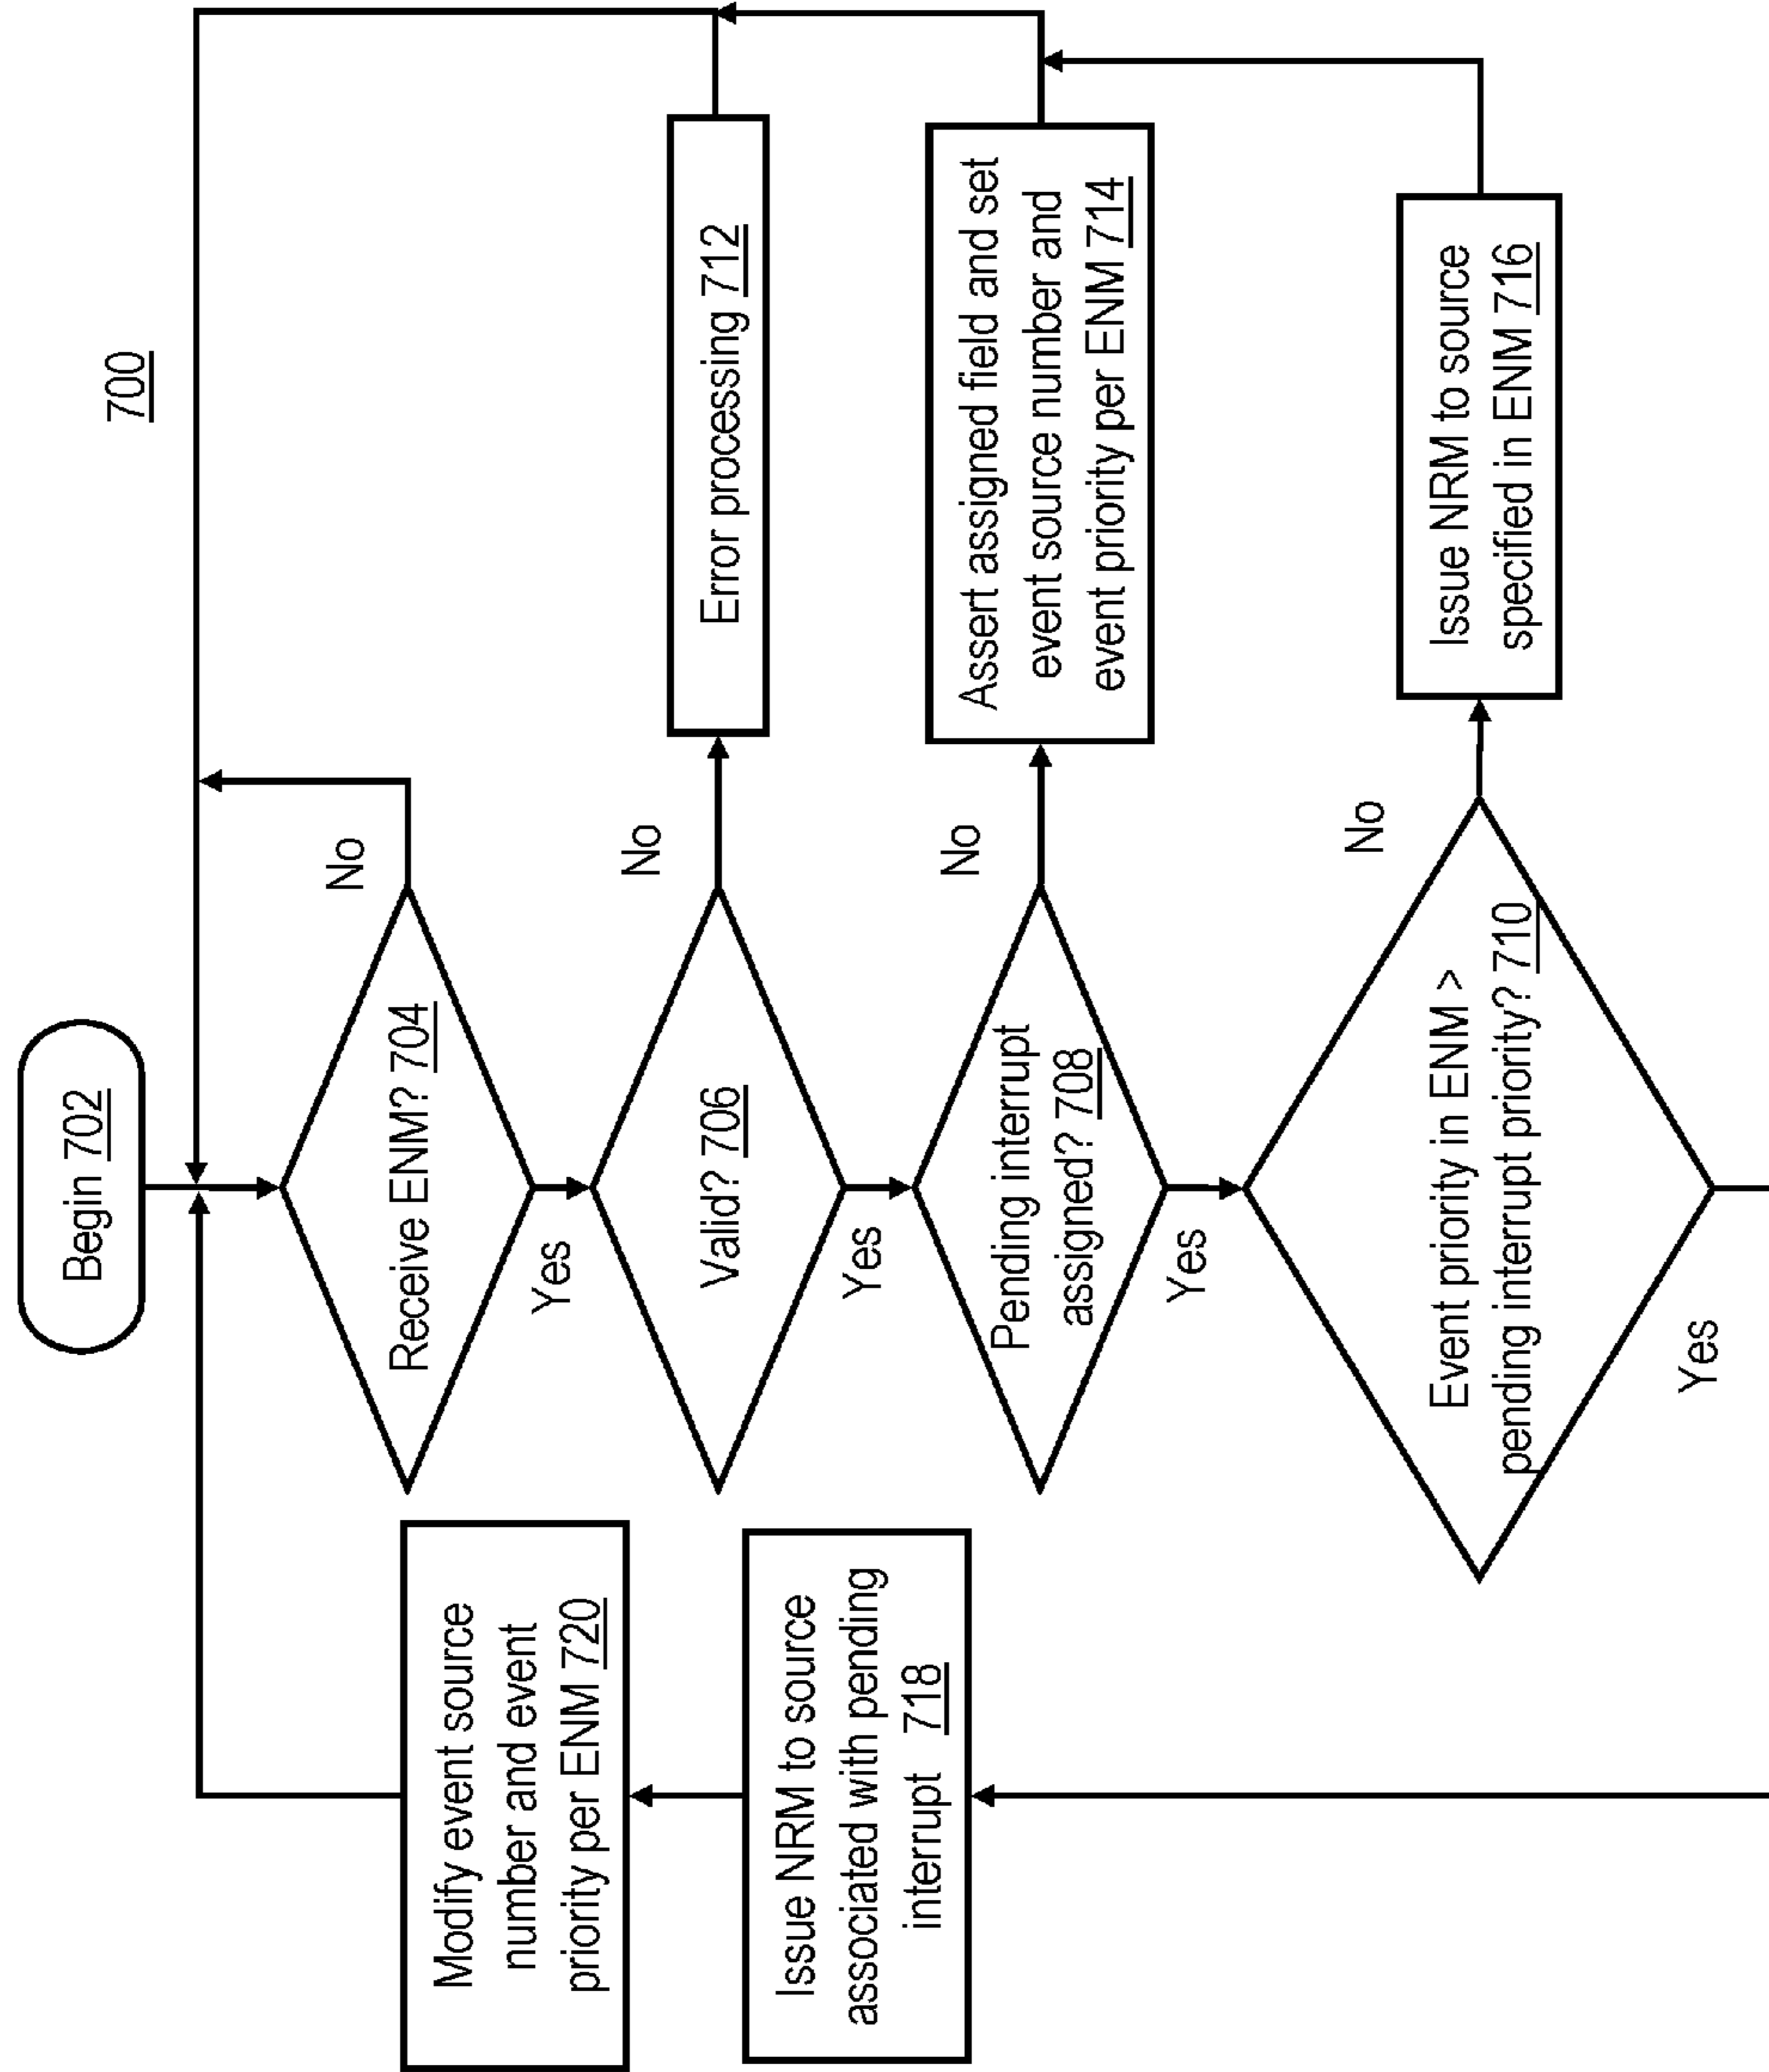 700
Begin 702
Receive ENM? 704
No
Yes
Valid? 706
No
Yes
Error processing 712
Pending interrupt
assigned? 708
No
Yes
Assert assigned field and set
event source number and
event priority per ENM 714
Event priority in ENM >
pending interrupt priority? 710
No
Yes
Issue NRM to source
specified in ENM 716
Issue NRM to source
associated with pending
interrupt 718
Modify event source
number and event
priority per ENM 720